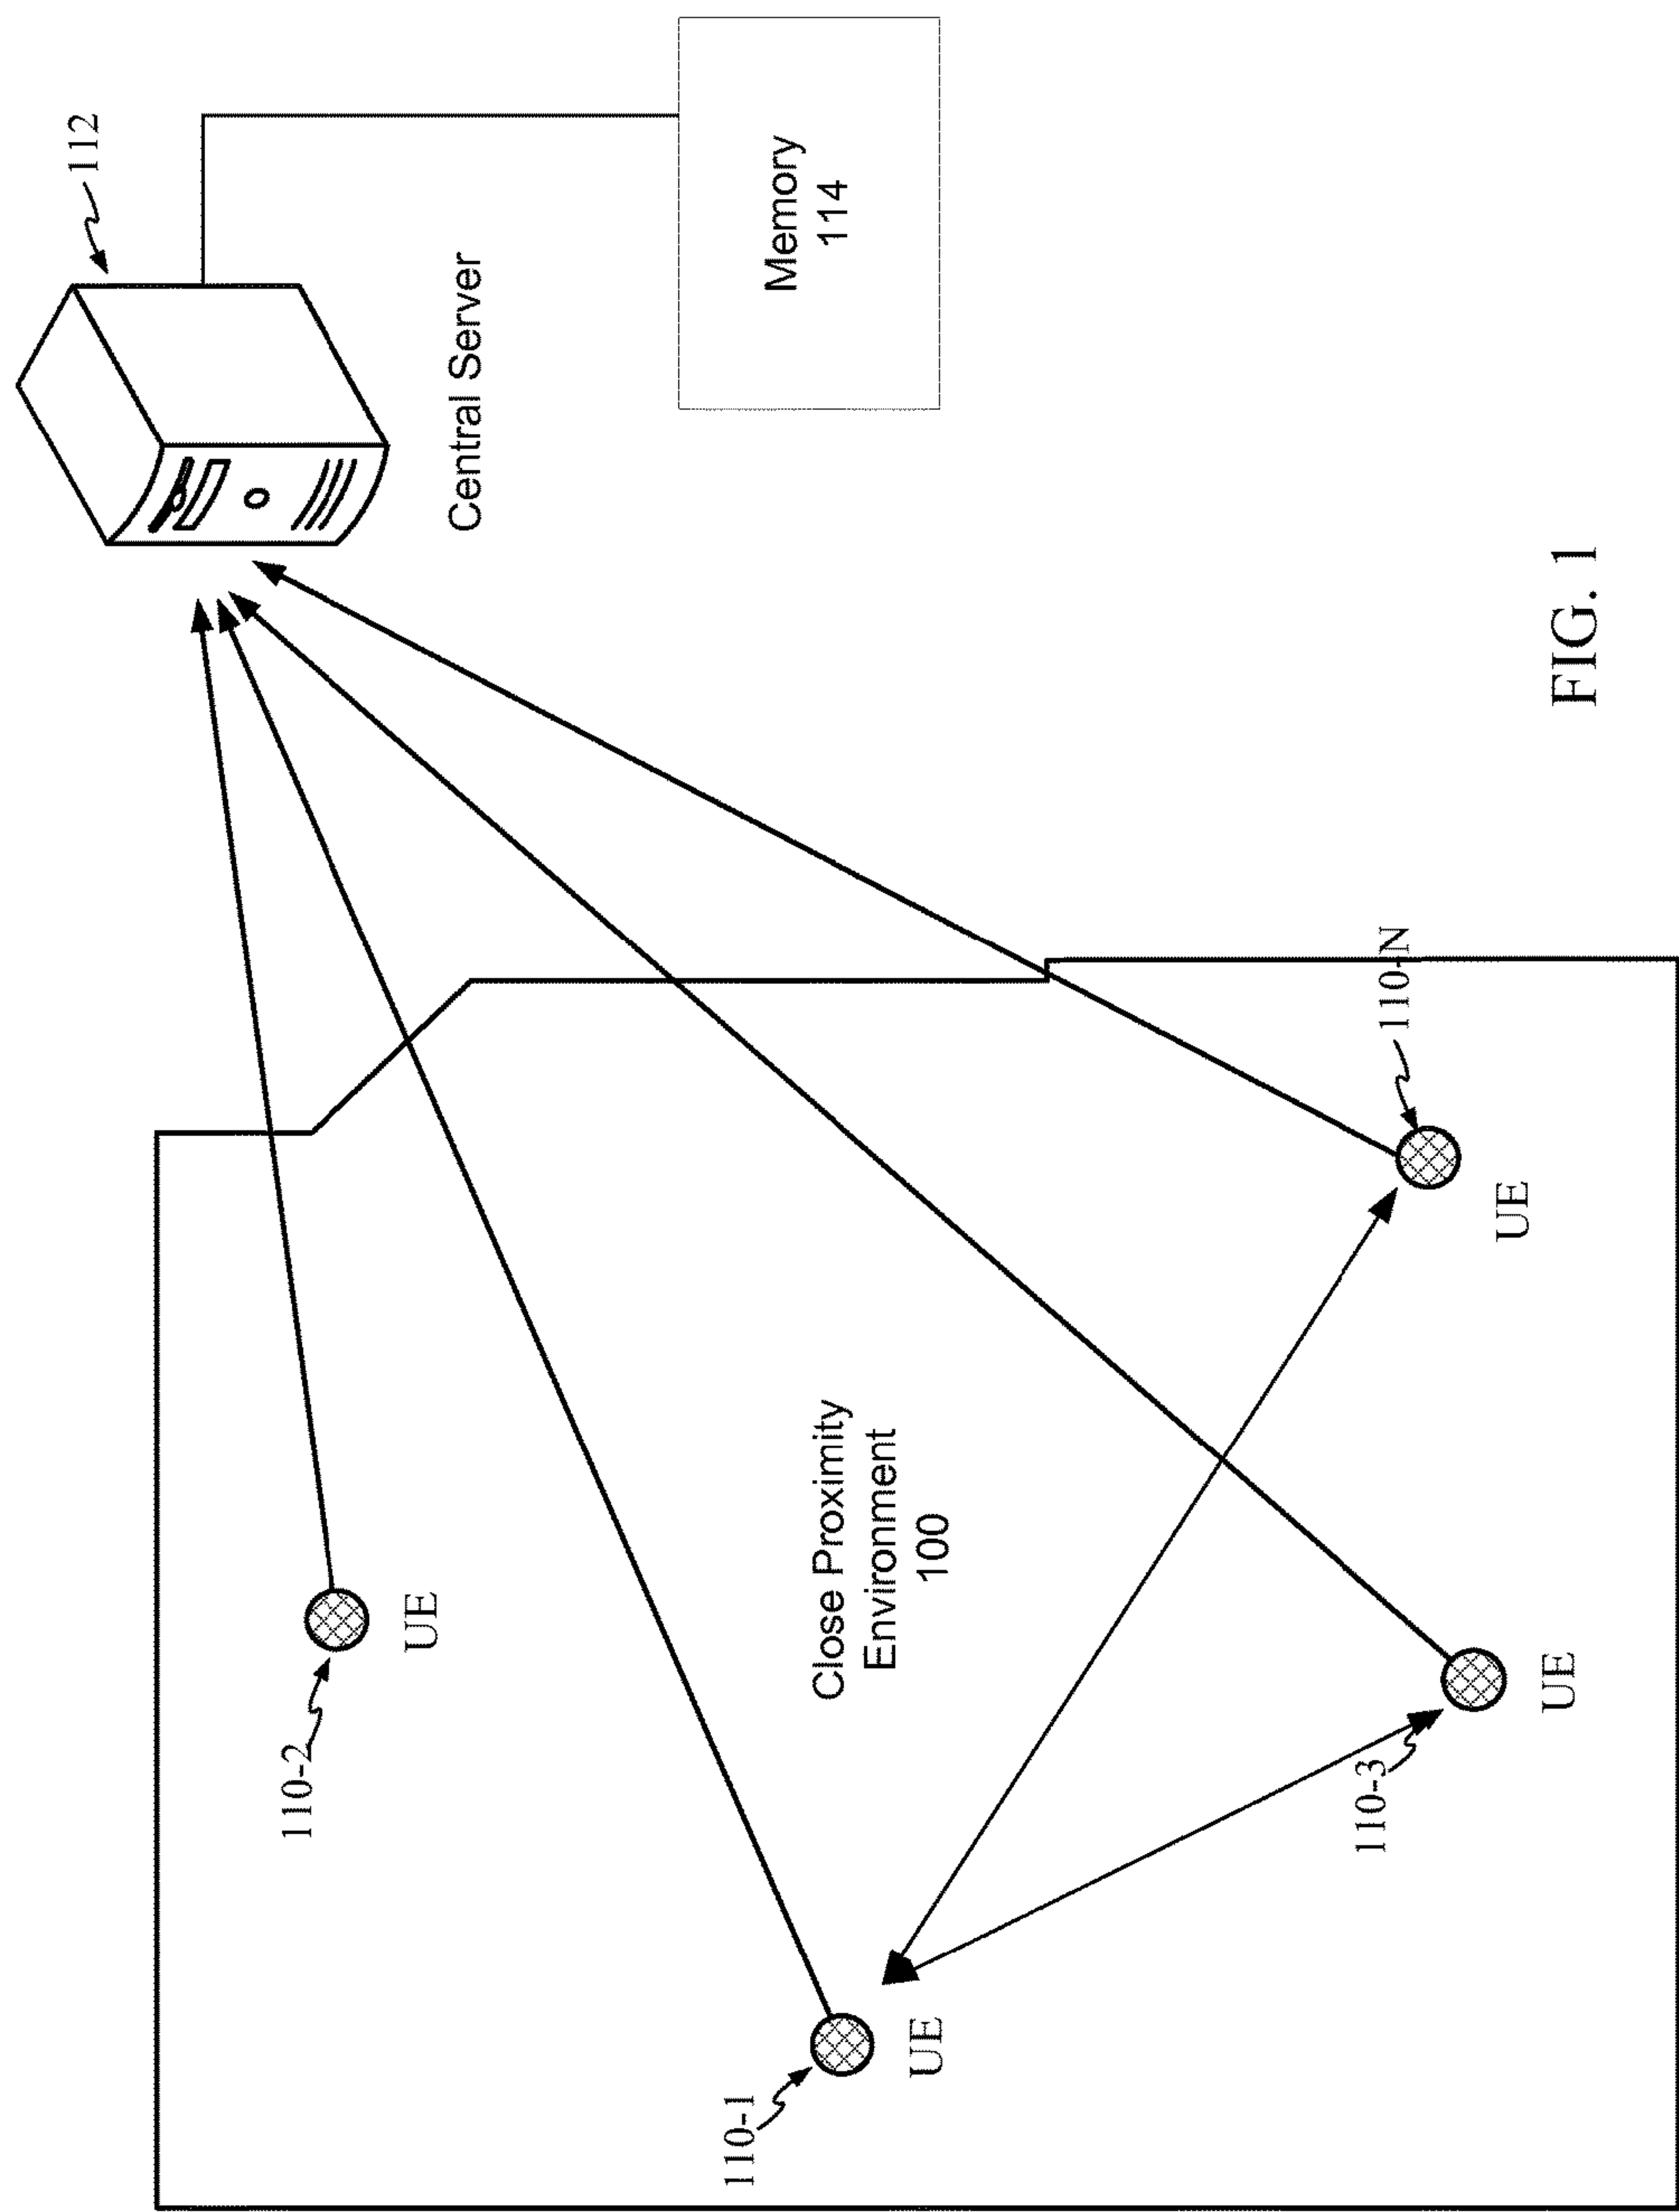 112
Central Server
Memory
114
110-2
UE
110-1
UE
Close Proximity
Environment
100
110-N
UE
110-3
UE
FIG. 1